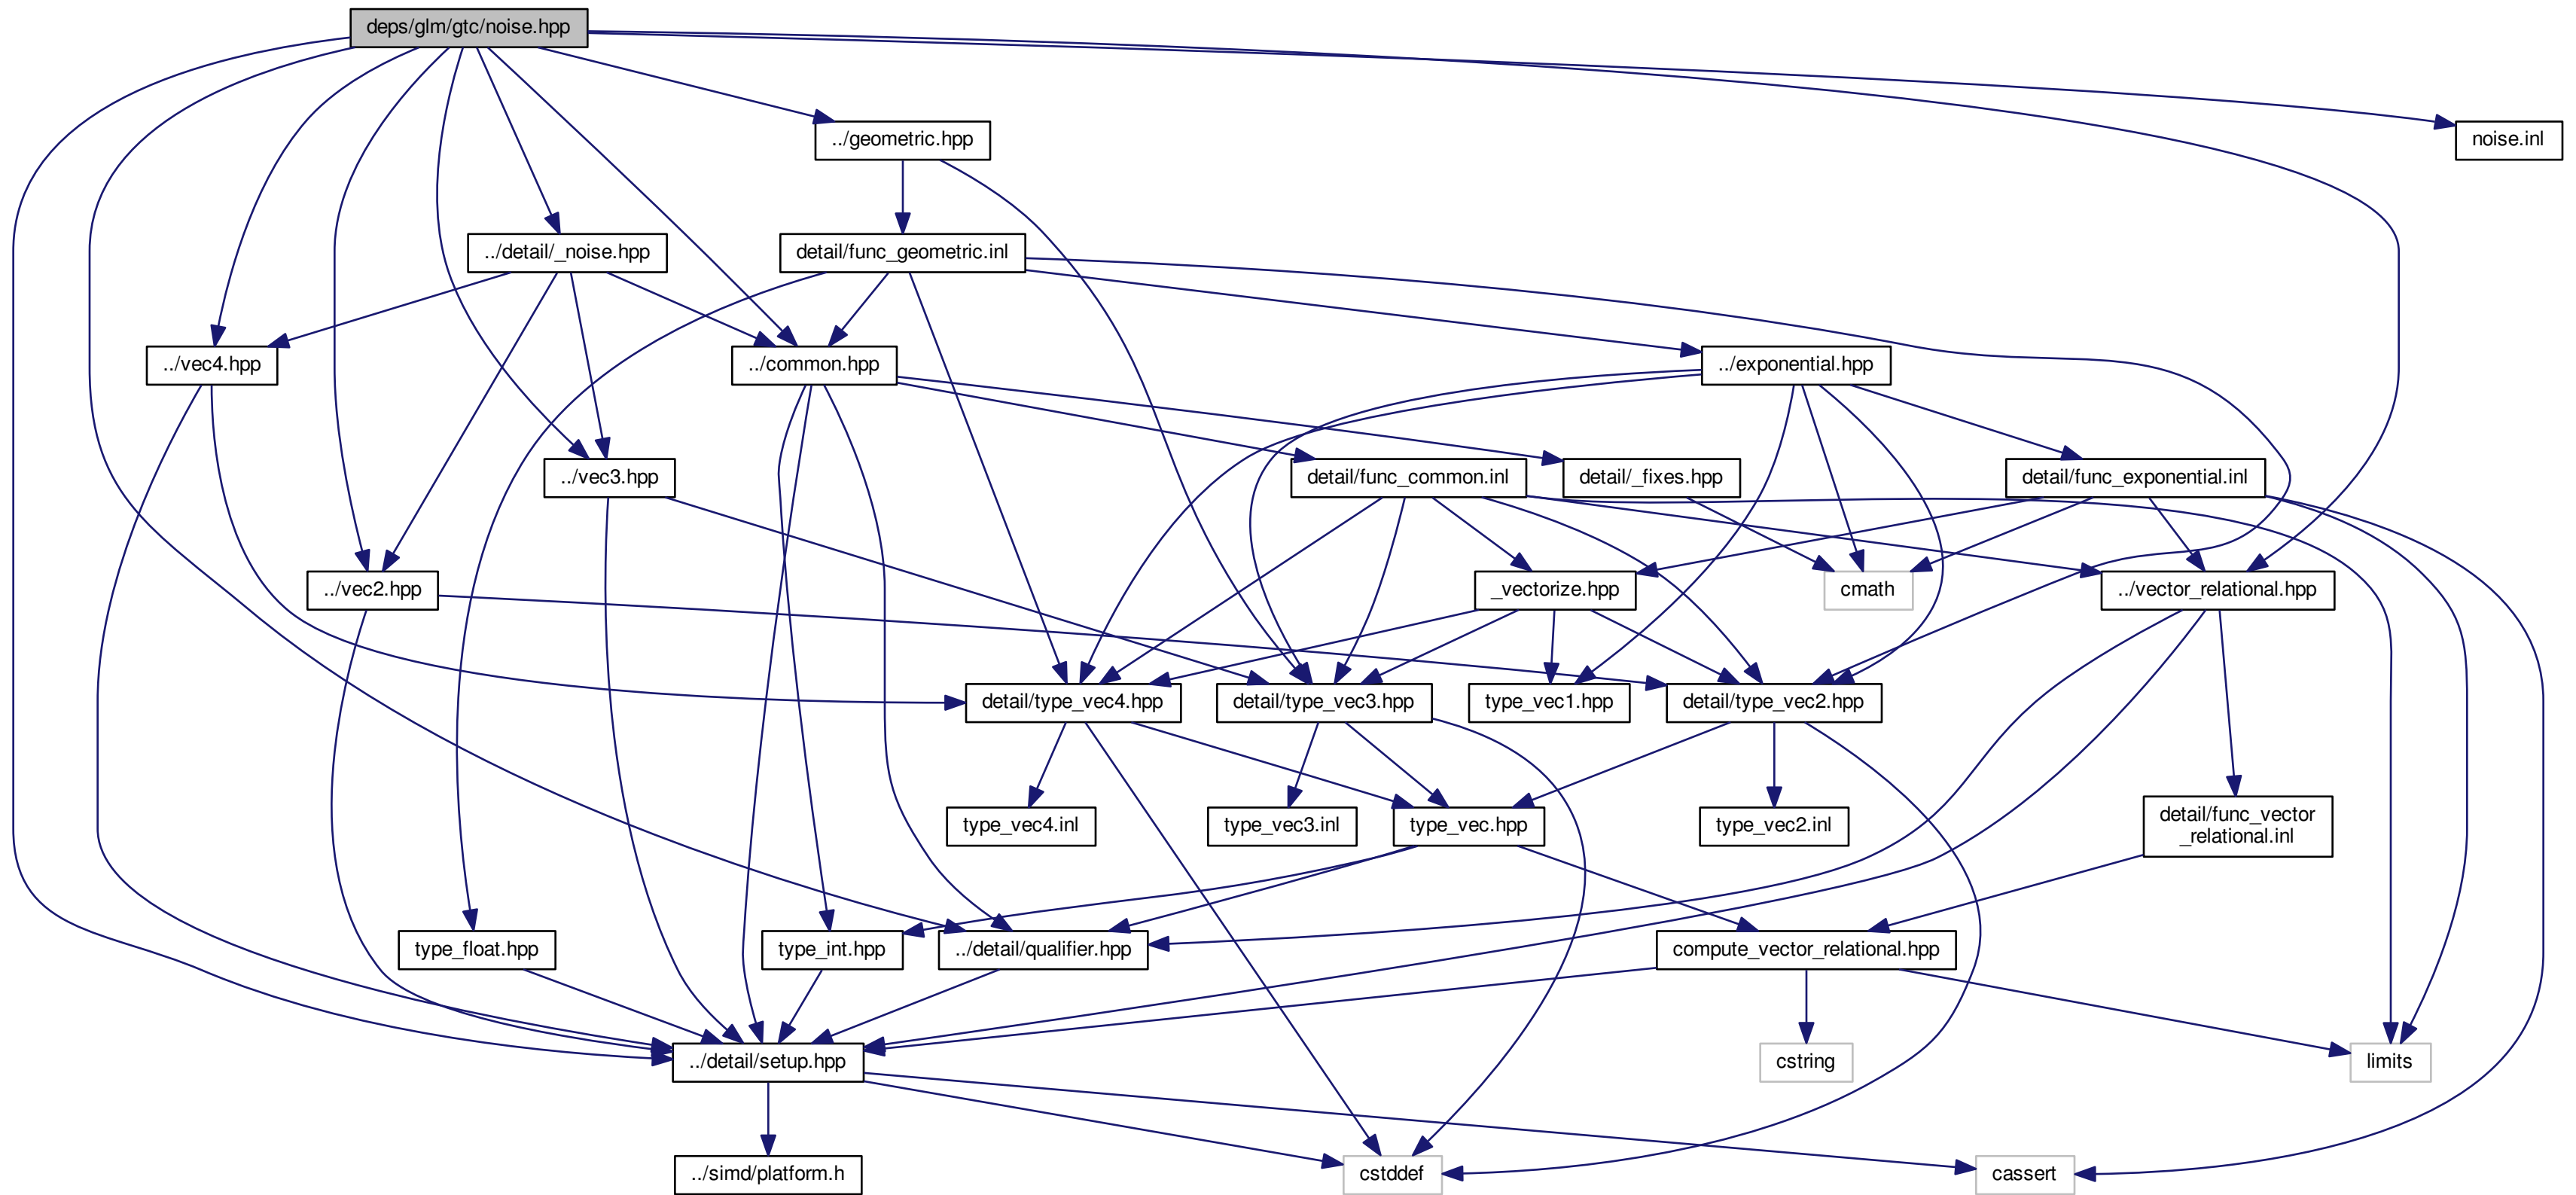 deps/glm/gtc/noise.hpp
../geometric.hpp
noise.inl
../detail/_noise.hpp
detail/func_geometric.inl
../vec4.hpp
../common.hpp
../exponential.hpp
../vec3.hpp
detail/func_common.inl
detail/_fixes.hpp
detail/func_exponential.inl
../vec2.hpp
_vectorize.hpp
cmath
../vector_relational.hpp
detail/type_vec4.hpp
detail/type_vec3.hpp
type_vec1.hpp
detail/type_vec2.hpp
type_vec4.inl
type_vec3.inl
type_vec.hpp
type_vec2.inl
detail/func_vector
_relational.inl
type_float.hpp
type_int.hpp
../detail/qualifier.hpp
compute_vector_relational.hpp
../detail/setup.hpp
cstring
limits
../simd/platform.h
cstddef
cassert